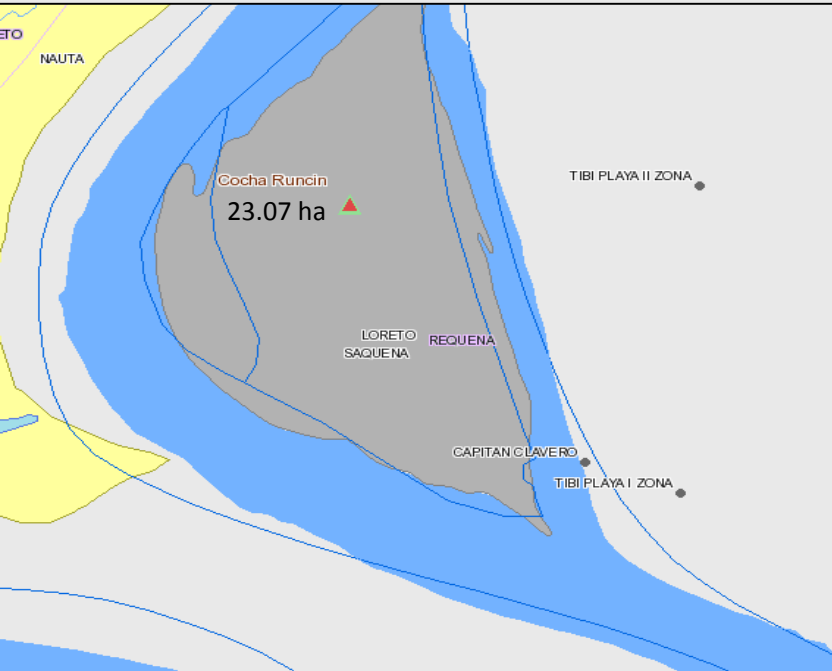 ETO
NAUTA
TIBI PLAYA II ZONA
Cocha Runcin
23.07 ha
LORETO
REQUENA
SAQUENA
CAPITAN CLAVERO
TIBI PLAYA I ZONA